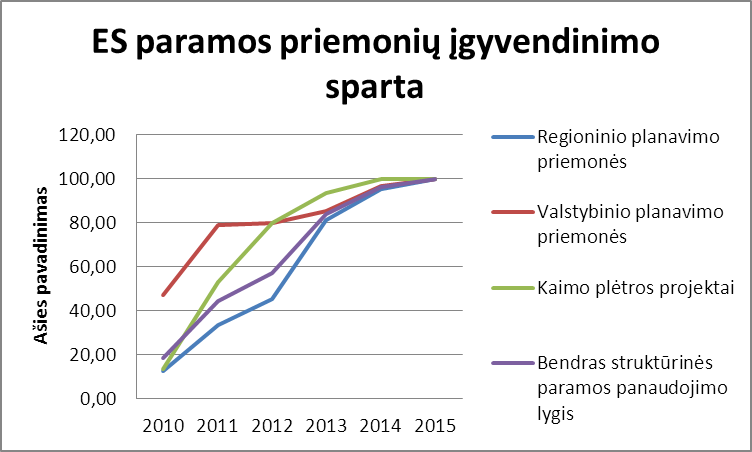 ES paramos priemonių įgyvendinimo
sparta
Ašies pavadinimas
120,00
100,00
80,00
60,00
40,00
20,00
0,00
2010 2011 2012 2013 2014 2015
Regioninio planavimo
priemonės
Valstybinio planavimo
priemonės
Kaimo plėtros projektai
Bendras struktūrinės
paramos panaudojimo
lygis